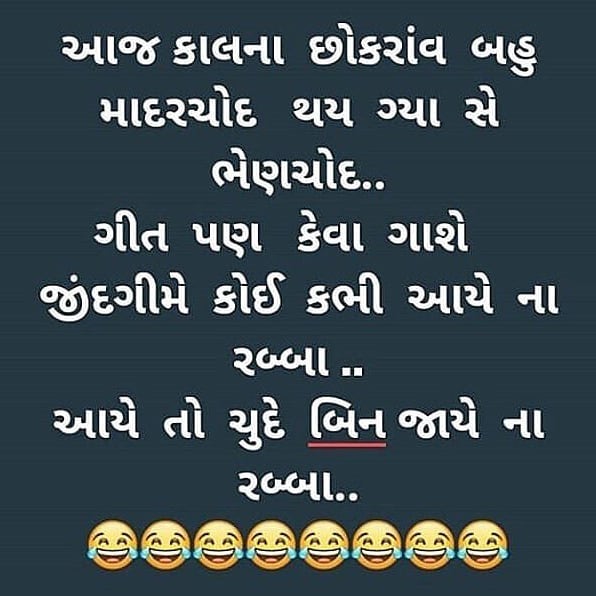 આજ કાલના છોકરાંવ બહુ
માદરચોદ થય ગ્યા સે
ભેણચોદ..
ગીત પણ કેવા ગાશે
જીંદગીમે કોઈ કભી આયે ના
રબ્બા ..
આયે તો ચુદે બિન જાયે ના
રબ્બા..
😂😂😂😂😂😂😂😂